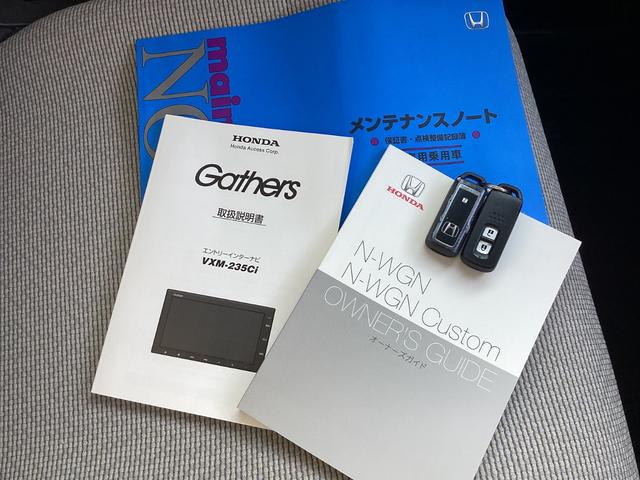 メンテナンスノート
保証書・点検整備記録簿
用乗用車
HONDA
Honda Access Corp.
Gathers
取扱説明書
エントリーインターナビ
VXM-235Ci
HONDA
N-WGN
N-WGN Custom
OWNER'S GUIDE
オーナーズガイド